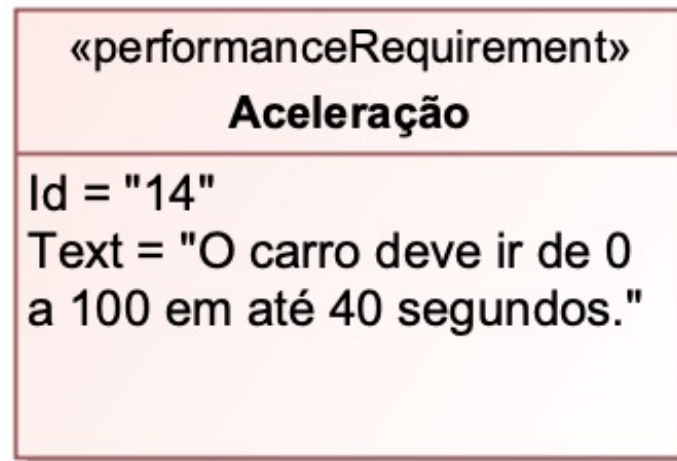 «performanceRequirement»
Aceleração
Id = "14"
Text = "O carro deve ir de 0
a 100 em até 40 segundos."